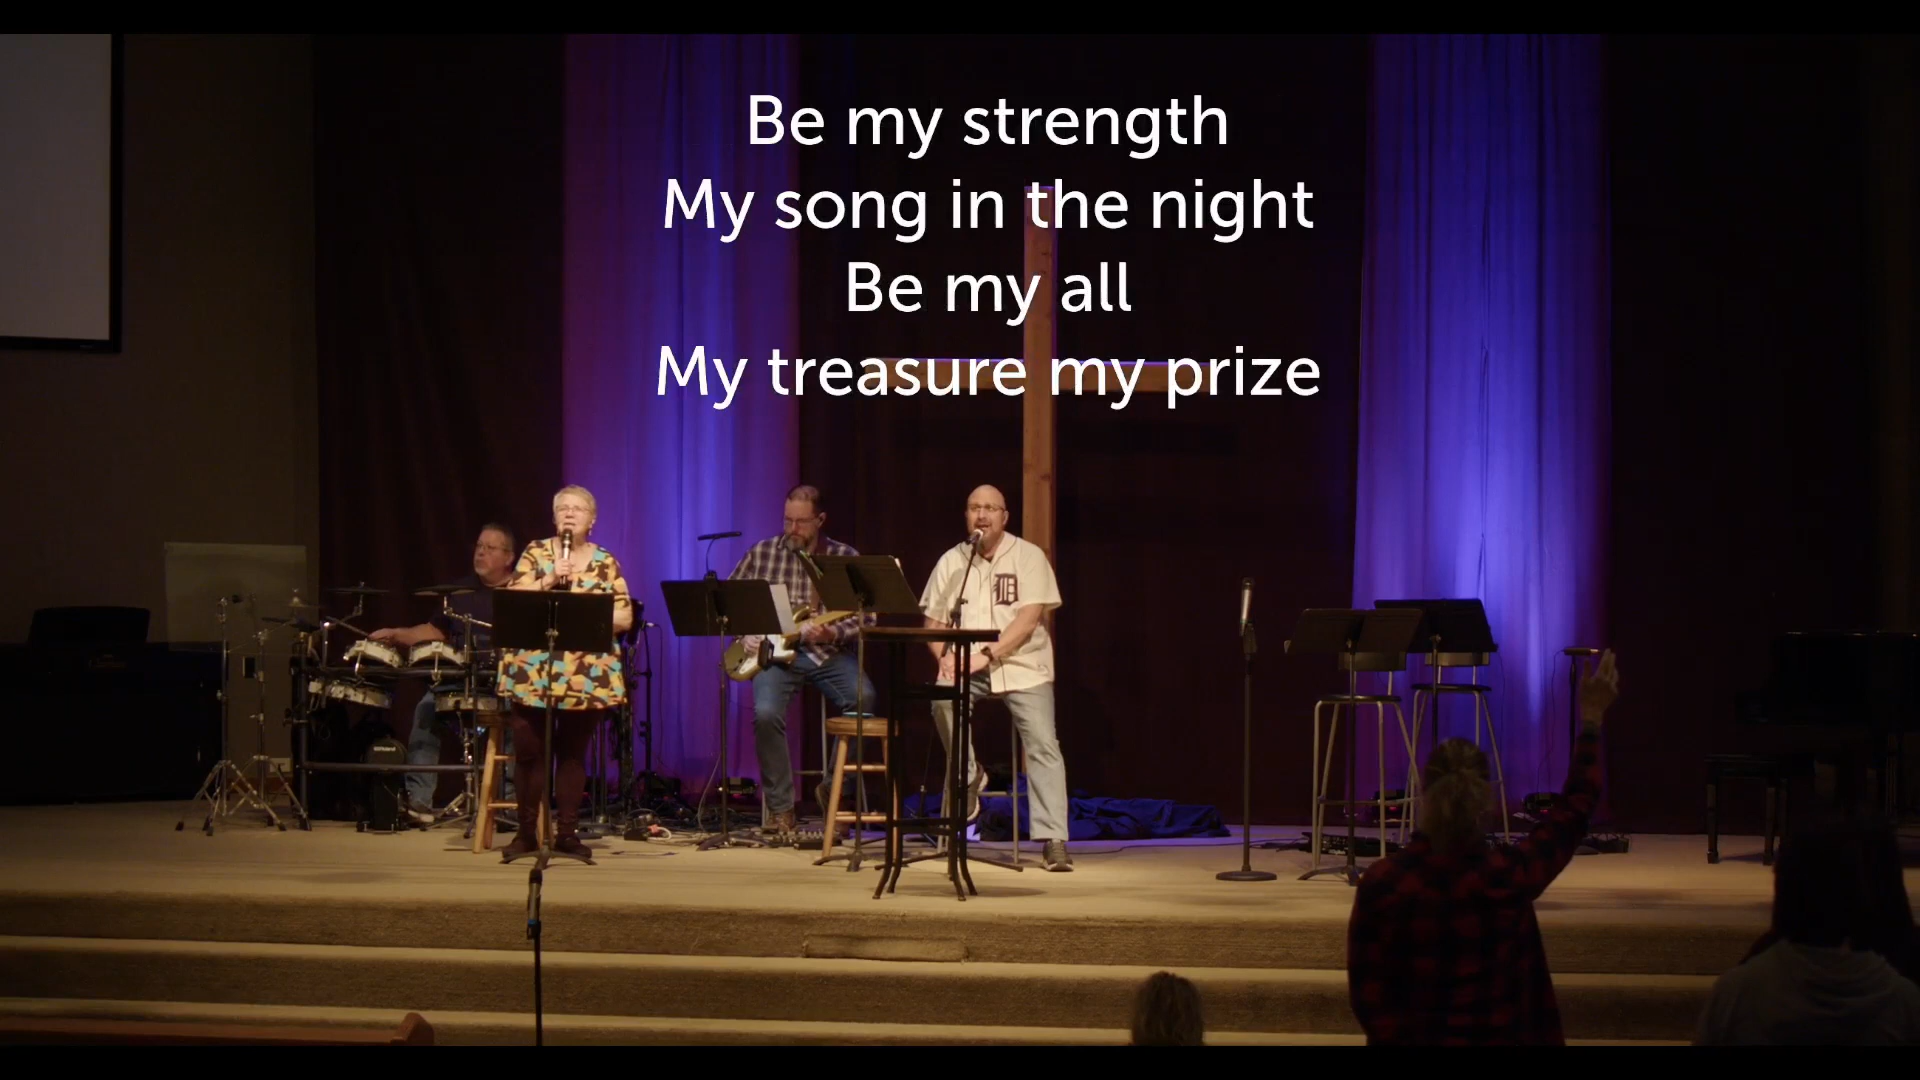 Be my strength
My song in the night
Be my all
My treasure my prize
D